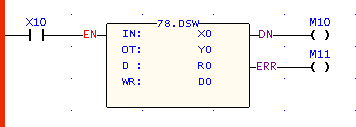 X10 78.DSW M10
EN IN: X0 DN
OT: Y0 M11
D : R0 ERR
WR: D0